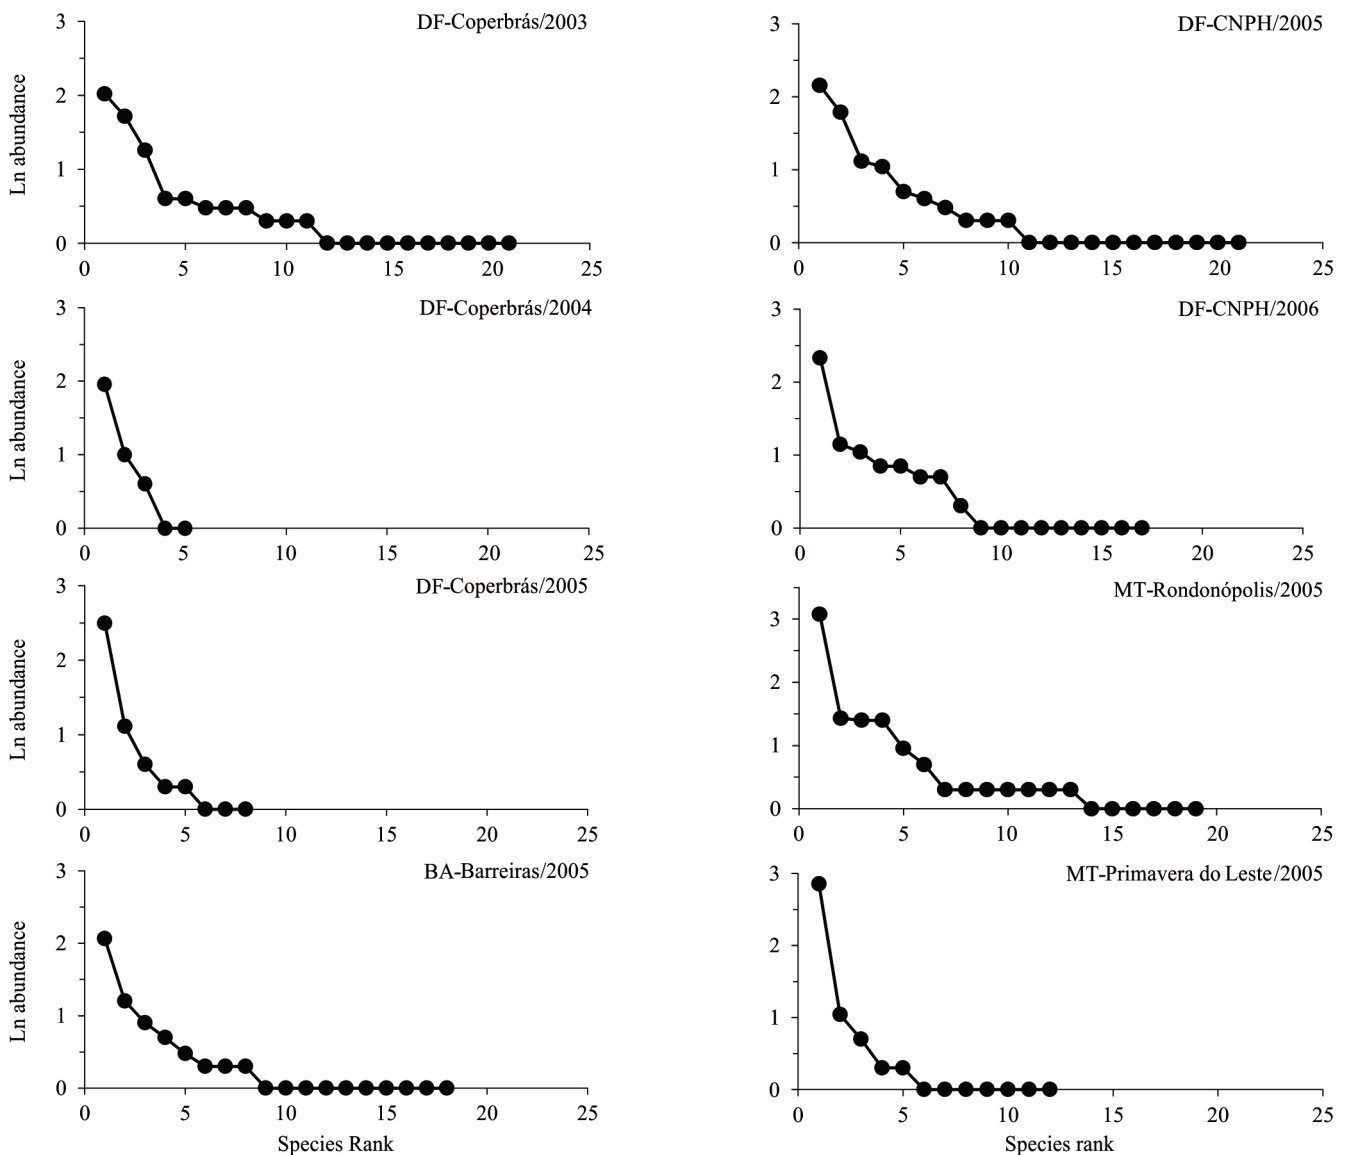 DF-Coperbrás/2003
Ln abundance
3
2
1
0
0 5 10 15 20 25
DF-CNPH/2005
3
2
1
0
0 5 10 15 20 25
DF-Coperbrás/2004
Ln abundance
3
2
1
0
0 5 10 15 20 25
DF-CNPH/2006
3
2
1
0
0 5 10 15 20 25
DF-Coperbrás/2005
Ln abundance
3
2
1
0
0 5 10 15 20 25
MT-Rondonópolis/2005
3
2
1
0
0 5 10 15 20 25
BA-Barreiras/2005
Ln abundance
3
2
1
0
0 5 10 15 20 25
Species Rank
MT-Primavera do Leste/2005
3
2
1
0
0 5 10 15 20 25
Species rank